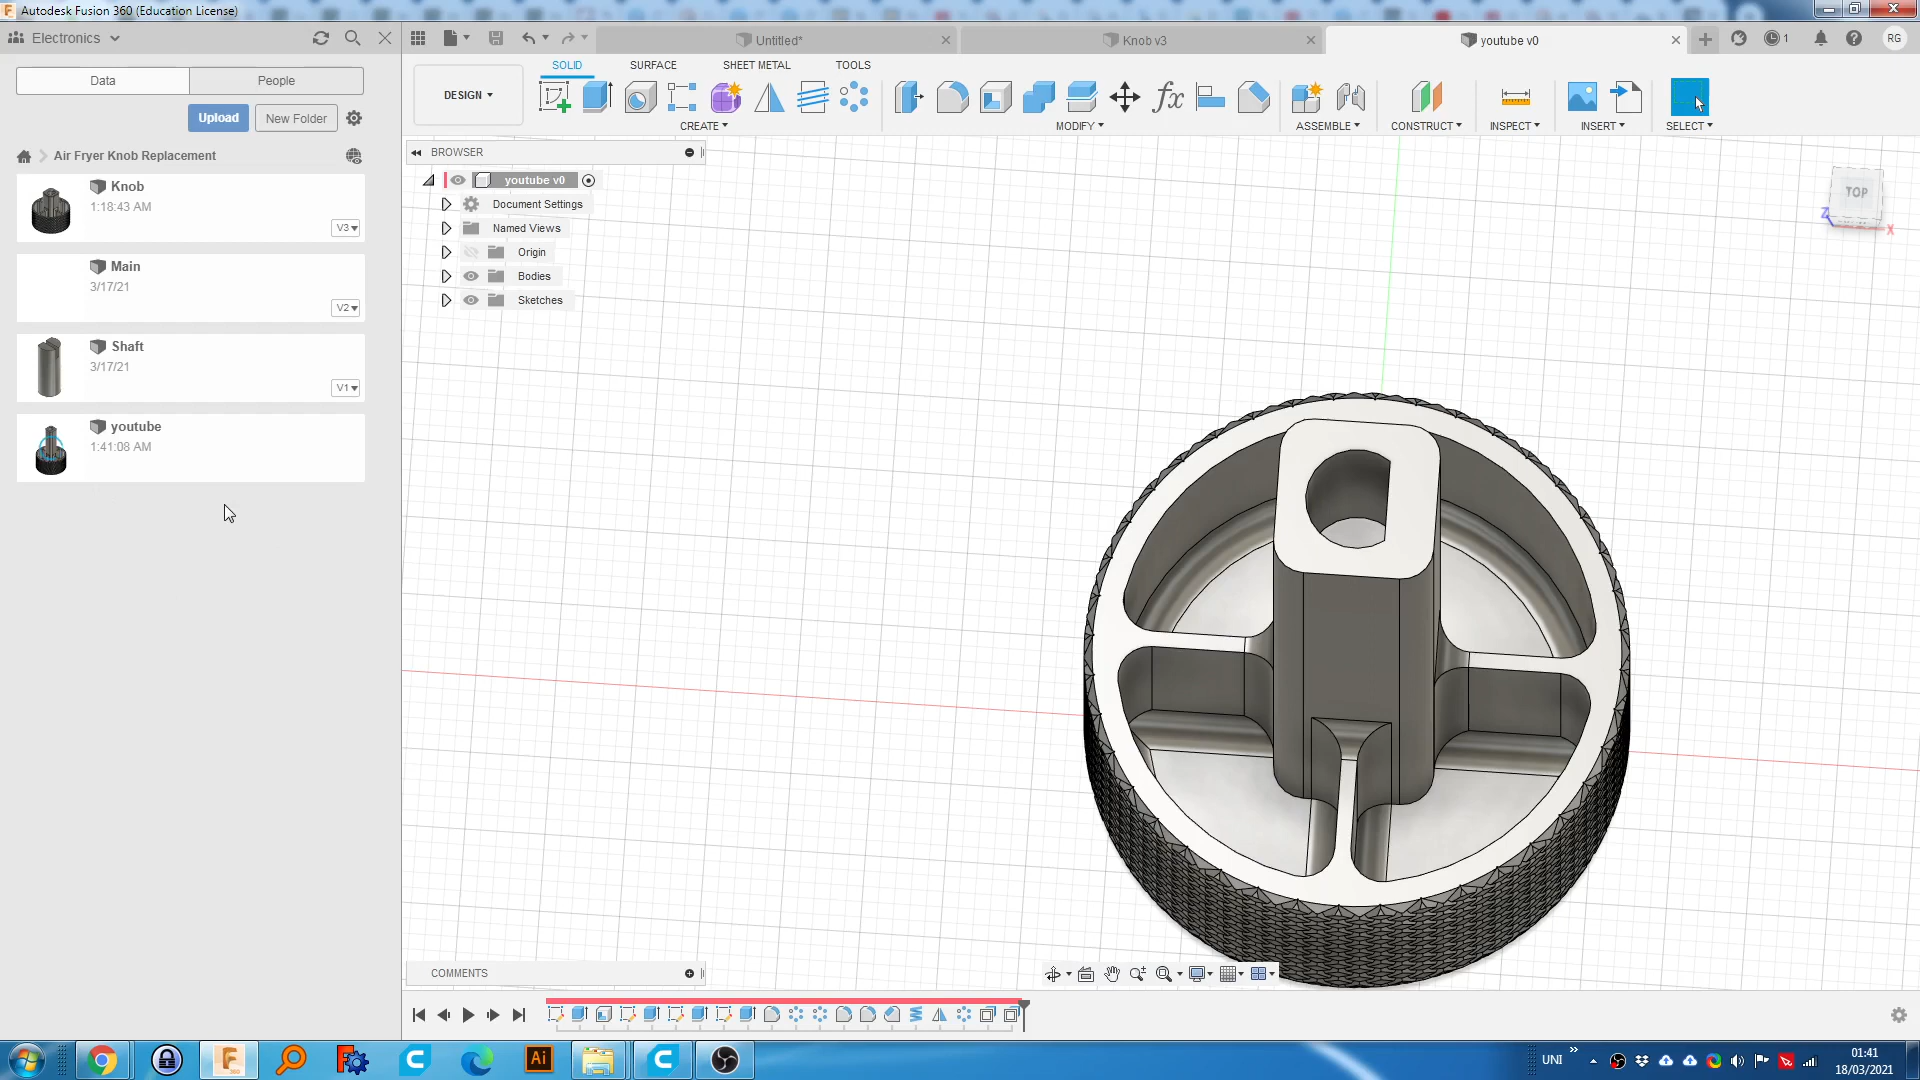 Autodesk Fusion 360 (Education License)
Electronics
Untitled*
Knob v3
youtube v0
1
RG
Data
People
SOLID
SURFACE
SHEET METAL
TOOLS
DESIGN
CREATE
MODIFY
ASSEMBLE
CONSTRUCT
INSPECT
INSERT
SELECT
Upload
New Folder
Air Fryer Knob Replacement
BROWSER
Knob
1:18:43 AM
V3
Main
3/17/21
V2
Shaft
3/17/21
V1
youtube
1:41:08 AM
youtube v0
Document Settings
Named Views
Origin
Bodies
Sketches
TOP
Z
X
COMMENTS
Ai
UNI
01:41
18/03/2021